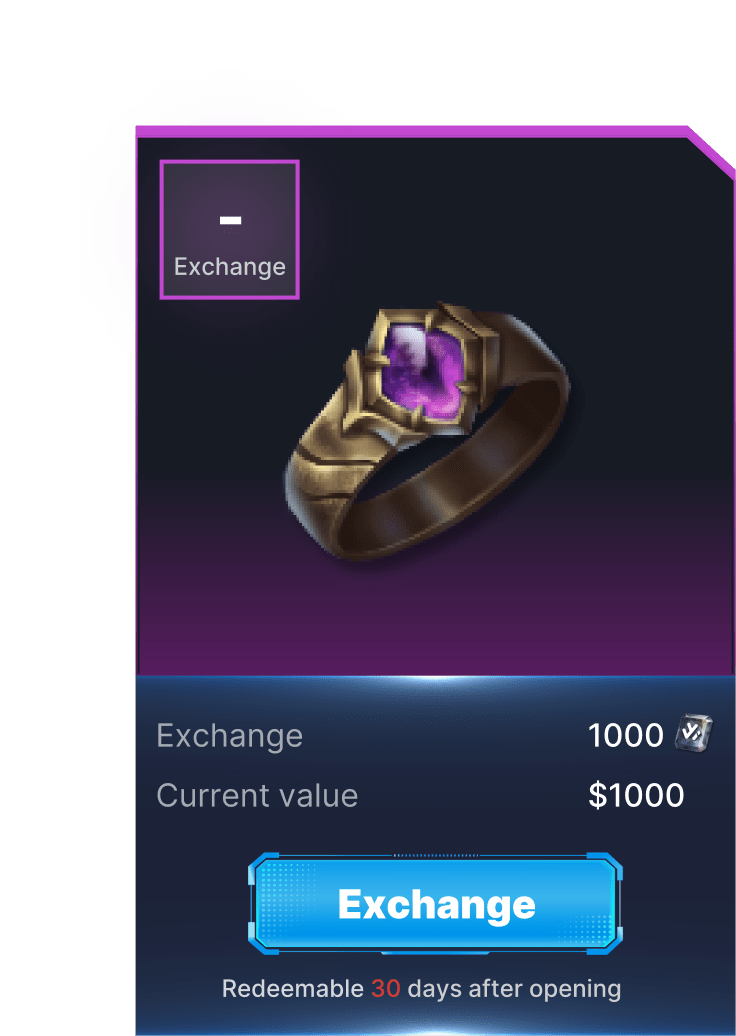 -
Exchange
Exchange 1000
Current value $1000
Exchange
Redeemable 30 days after opening